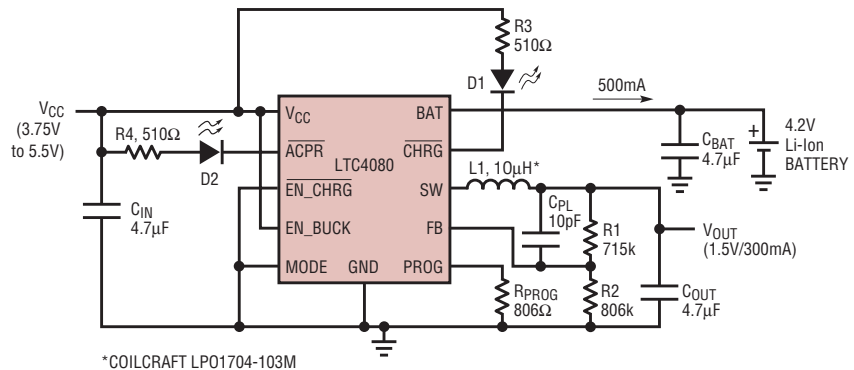 R3
510Ω
D1
500mA
VCC
(3.75V
to 5.5V)
R4, 510Ω
D2
CIN
4.7µF
VCC
ACPR
EN_CHRG
EN_BUCK
MODE
GND
LTC4080
BAT
CHRG
SW
FB
PROG
L1, 10µH*
CPL
10pF
R1
715k
RPROG
806Ω
R2
806k
CBAT
4.7µF
+
4.2V
Li-Ion
BATTERY
VOUT
(1.5V/300mA)
COUT
4.7µF
*COILCRAFT LPO1704-103M